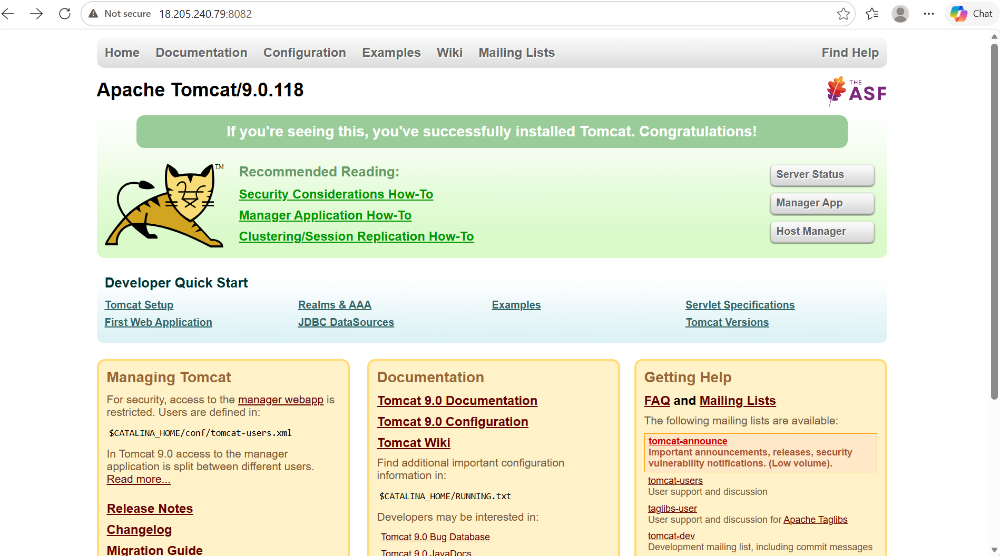 Not secure 18.205.240.79:8082
Chat
Home Documentation Configuration Examples Wiki Mailing Lists Find Help
Apache Tomcat/9.0.118
THE ASF
If you're seeing this, you've successfully installed Tomcat. Congratulations!
TM
Recommended Reading:
Security Considerations How-To
Manager Application How-To
Clustering/Session Replication How-To
Server Status
Manager App
Host Manager
Developer Quick Start
Tomcat Setup
First Web Application
Realms & AAA
JDBC DataSources
Examples
Servlet Specifications
Tomcat Versions
Managing Tomcat
For security, access to the manager webapp is
restricted. Users are defined in:
$CATALINA_HOME/conf/tomcat-users.xml
In Tomcat 9.0 access to the manager
application is split between different users.
Read more...
Release Notes
Changelog
Migration Guide
Documentation
Tomcat 9.0 Documentation
Tomcat 9.0 Configuration
Tomcat Wiki
Find additional important configuration
information in:
$CATALINA_HOME/RUNNING.txt
Developers may be interested in:
Tomcat 9.0 Bug Database
Tomcat 9.0 JavaDocs
Getting Help
FAQ and Mailing Lists
The following mailing lists are available:
tomcat-announce
Important announcements, releases, security
vulnerability notifications. (Low volume).
tomcat-users
User support and discussion
taglibs-user
User support and discussion for Apache Taglibs
tomcat-dev
Development mailing list, including commit messages